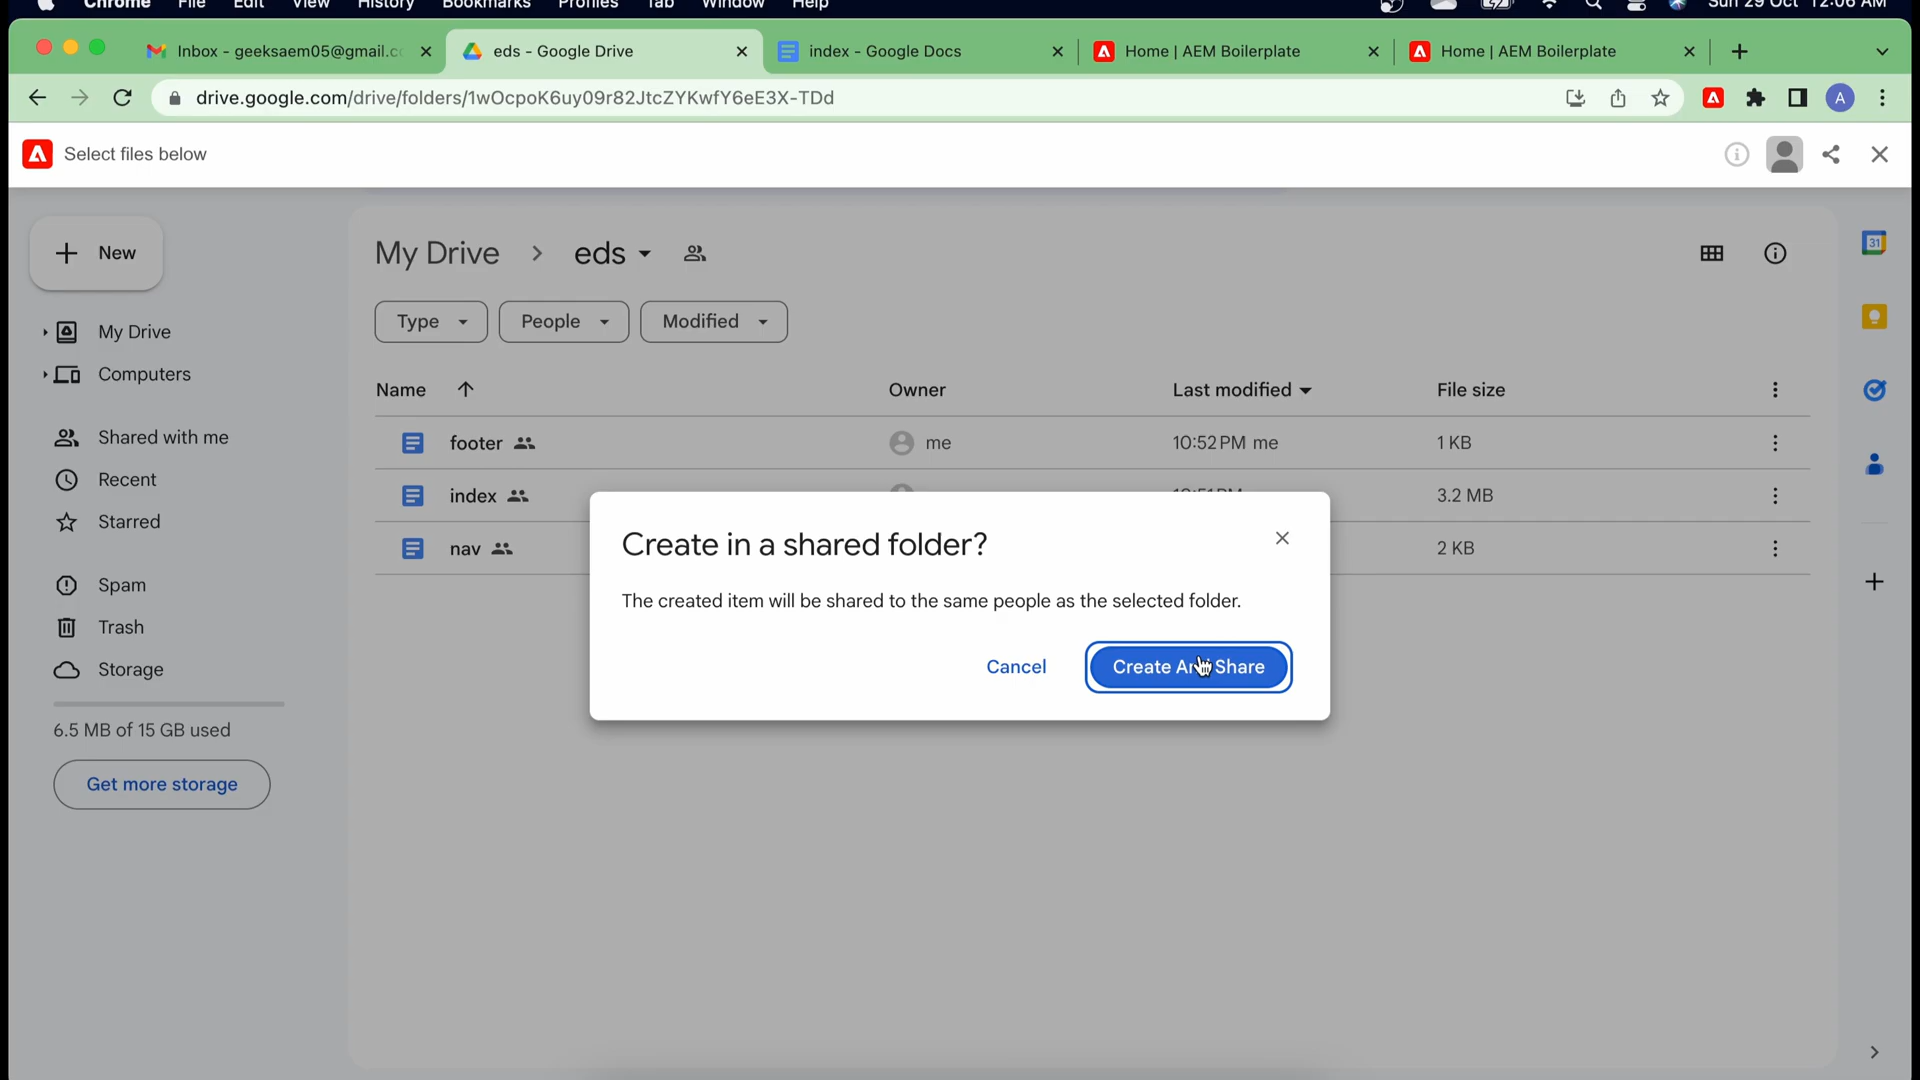 Chrome File Edit View History Bookmarks Profiles Tab Window Help Sun 29 Oct 12:06 AM
Inbox - geeksaem05@gmail.c
eds - Google Drive
index - Google Docs
Home | AEM Boilerplate
Home | AEM Boilerplate
drive.google.com/drive/folders/1wOcpoK6uy09r82JtcZYKwfY6eE3X-TDd
A
Select files below
New
My Drive
Computers
Shared with me
Recent
Starred
Spam
Trash
Storage
6.5 MB of 15 GB used
Get more storage
My Drive > eds
Type People Modified
Name Owner Last modified File size
footer me 10:52 PM me 1 KB
index 3.2 MB
nav 2 KB
Create in a shared folder?
The created item will be shared to the same people as the selected folder.
Cancel Create And Share
31